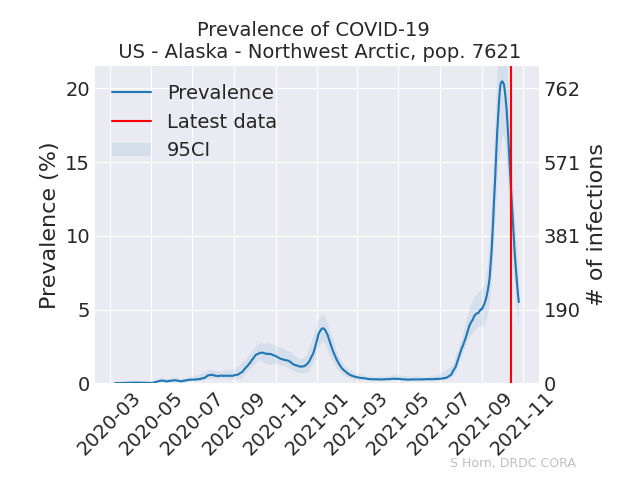 Prevalence of COVID-19
US - Alaska - Northwest Arctic, pop. 7621
Prevalence
Latest data
95CI
Prevalence (%)
20
15
10
5
0
# of infections
762
571
381
190
0
2020-03
2020-05
2020-07
2020-09
2020-11
2021-01
2021-03
2021-05
2021-07
2021-09
2021-11
S Horn, DRDC CORA